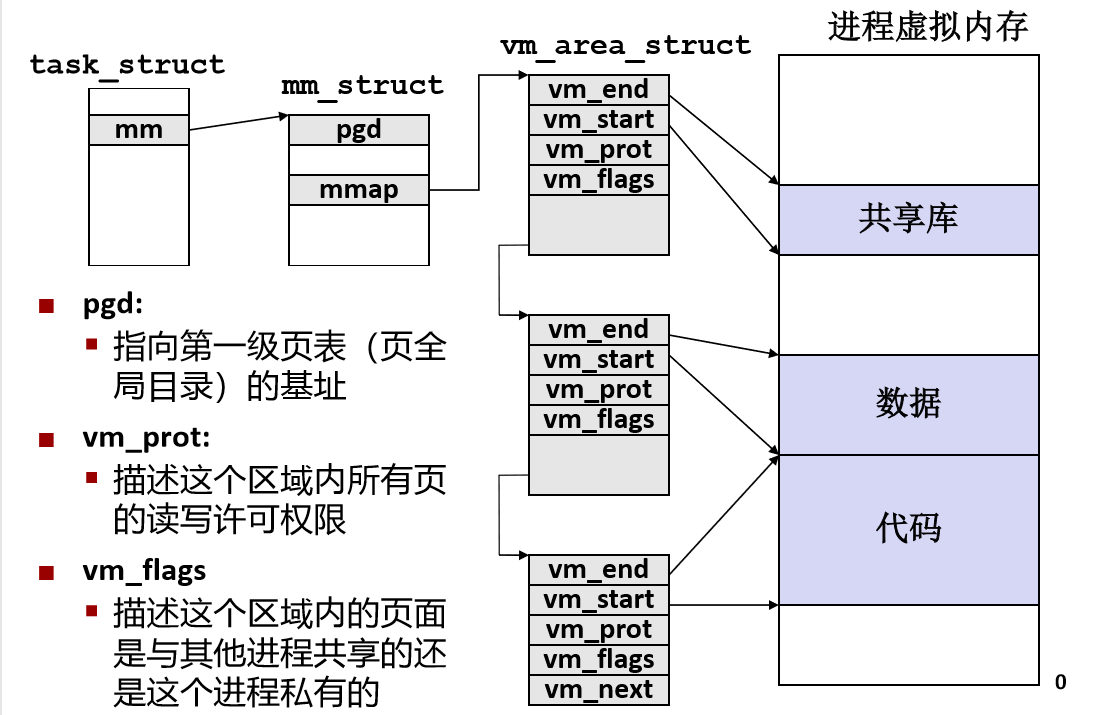 进程虚拟内存
task_struct
mm
mm_struct
pgd
mmap
vm_area_struct
vm_end
vm_start
vm_prot
vm_flags
vm_end
vm_start
vm_prot
vm_flags
vm_end
vm_start
vm_prot
vm_flags
vm_next
共享库
数据
代码
0
pgd:
指向第一级页表（页全
局目录）的基址
vm_prot:
描述这个区域内所有页
的读写许可权限
vm_flags
描述这个区域内的页面
是与其他进程共享的还
是这个进程私有的